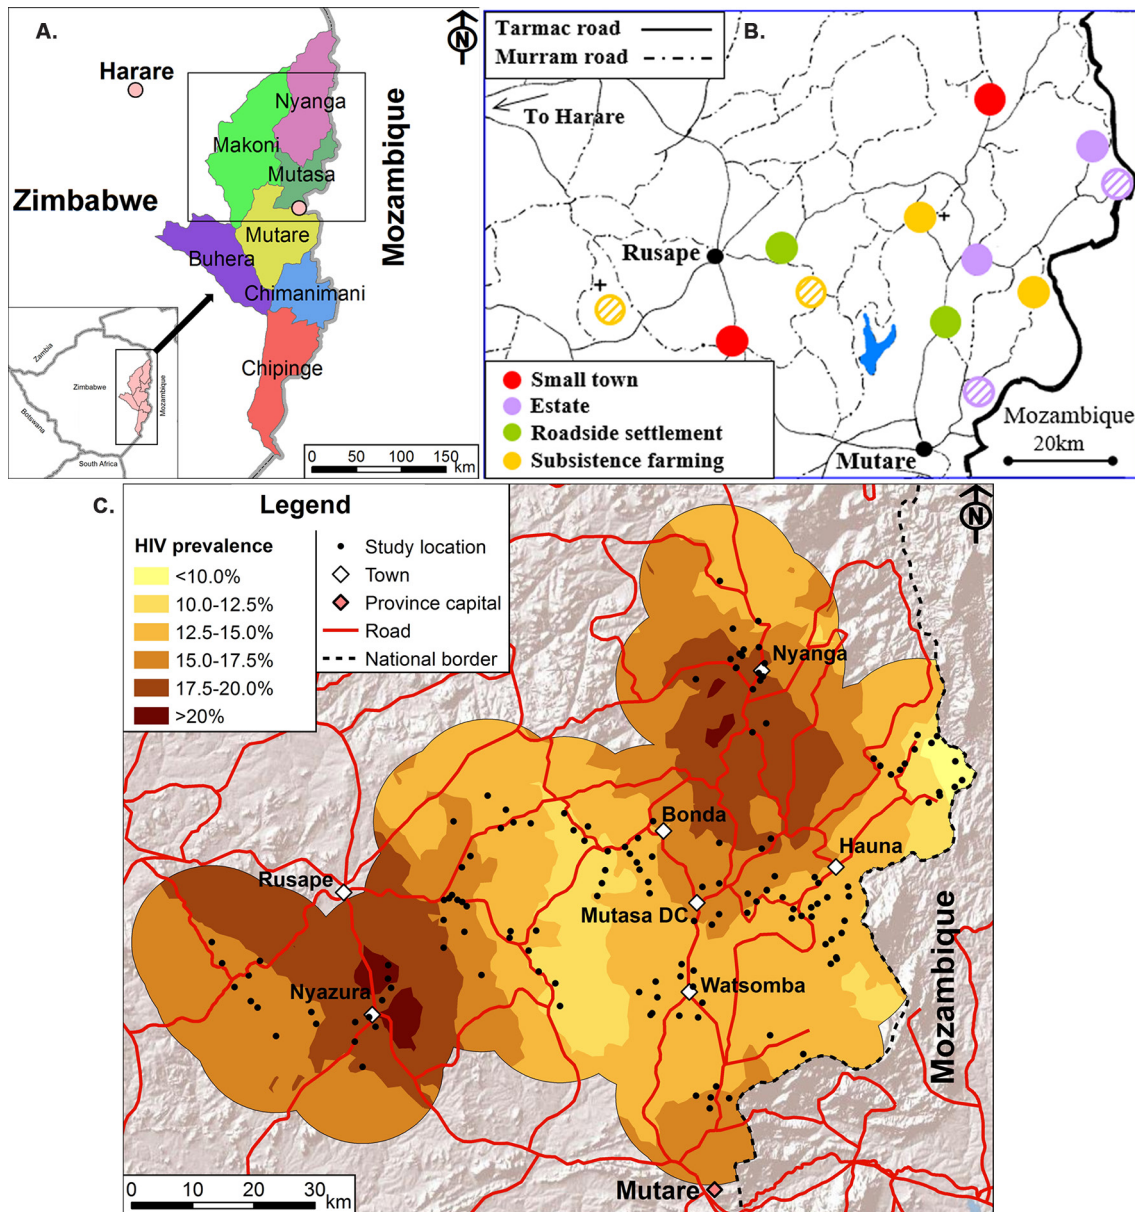 A.
N
Harare
Nyanga
Makoni
Mutasa
Zimbabwe
Mozambique
Mutare
Buhera
Chimanimani
Chipinge
Zambia
Zimbabwe
Mozambique
Botswana
South Africa
0 50 100 150
km
Tarmac road
Murram road
B.
To Harare
Rusape
Small town
Estate
Roadside settlement
Subsistence farming
Mutare
Mozambique
20km
C.
Legend
HIV prevalence
<10.0%
10.0-12.5%
12.5-15.0%
15.0-17.5%
17.5-20.0%
>20%
Study location
Town
Province capital
Road
National border
N
Nyanga
Bonda
Hauna
Rusape
Mutasa DC
Nyazura
Watsomba
Mozambique
Mutare
0 10 20 30
km